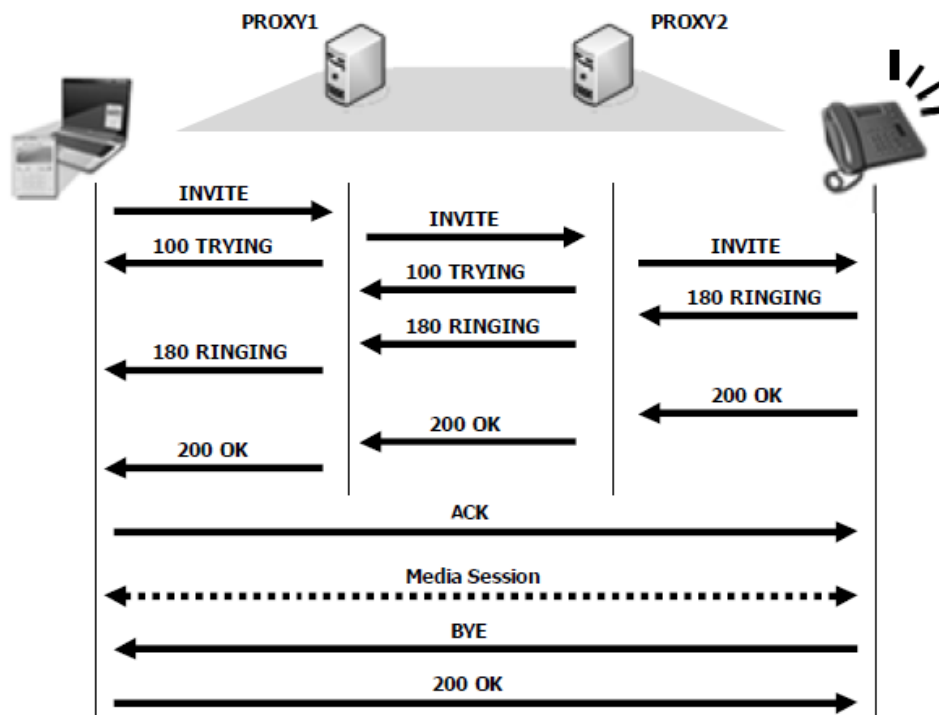 PROXY1
PROXY2
INVITE
INVITE
100 TRYING
INVITE
100 TRYING
180 RINGING
180 RINGING
180 RINGING
200 OK
200 OK
200 OK
ACK
Media Session
BYE
200 OK